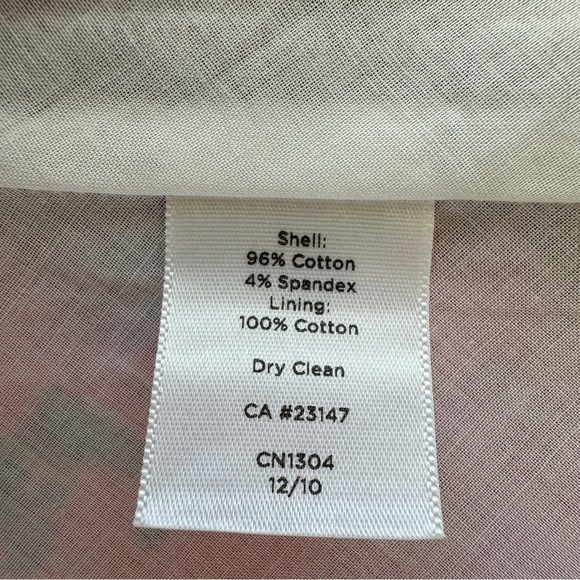 Shell:
96% Cotton
4% Spandex
Lining:
100% Cotton
Dry Clean
CA #23147
CN1304
12/10